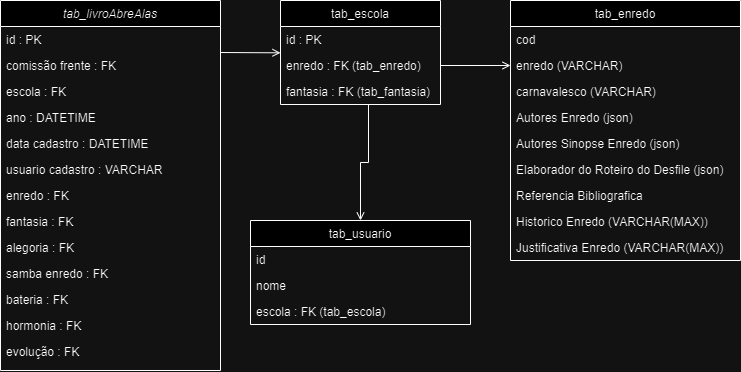 tab_livroAbreAlas
id : PK
comissão frente : FK
escola : FK
ano : DATETIME
data cadastro : DATETIME
usuario cadastro : VARCHAR
enredo : FK
fantasia : FK
alegoria : FK
samba enredo : FK
bateria : FK
hormonia : FK
evolução : FK
tab_escola
id : PK
enredo : FK (tab_enredo)
fantasia : FK (tab_fantasia)
tab_usuario
id
nome
escola : FK (tab_escola)
tab_enredo
cod
enredo (VARCHAR)
carnavalesco (VARCHAR)
Autores Enredo (json)
Autores Sinopse Enredo (json)
Elaborador do Roteiro do Desfile (json)
Referencia Bibliografica
Historico Enredo (VARCHAR(MAX))
Justificativa Enredo (VARCHAR(MAX))